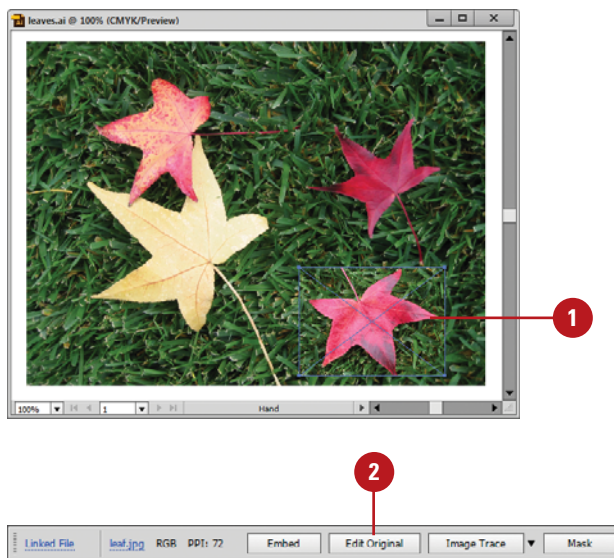 leaves.ai @ 100% (CMYK/Preview)
1
100% 1 Hand
2
Linked File leaf.jpg RGB PPI: 72 Embed Edit Original Image Trace Mask